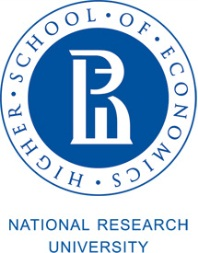 HIGHER · SCHOOL · OF · ECONOMICS ·
NATIONAL RESEARCH
UNIVERSITY